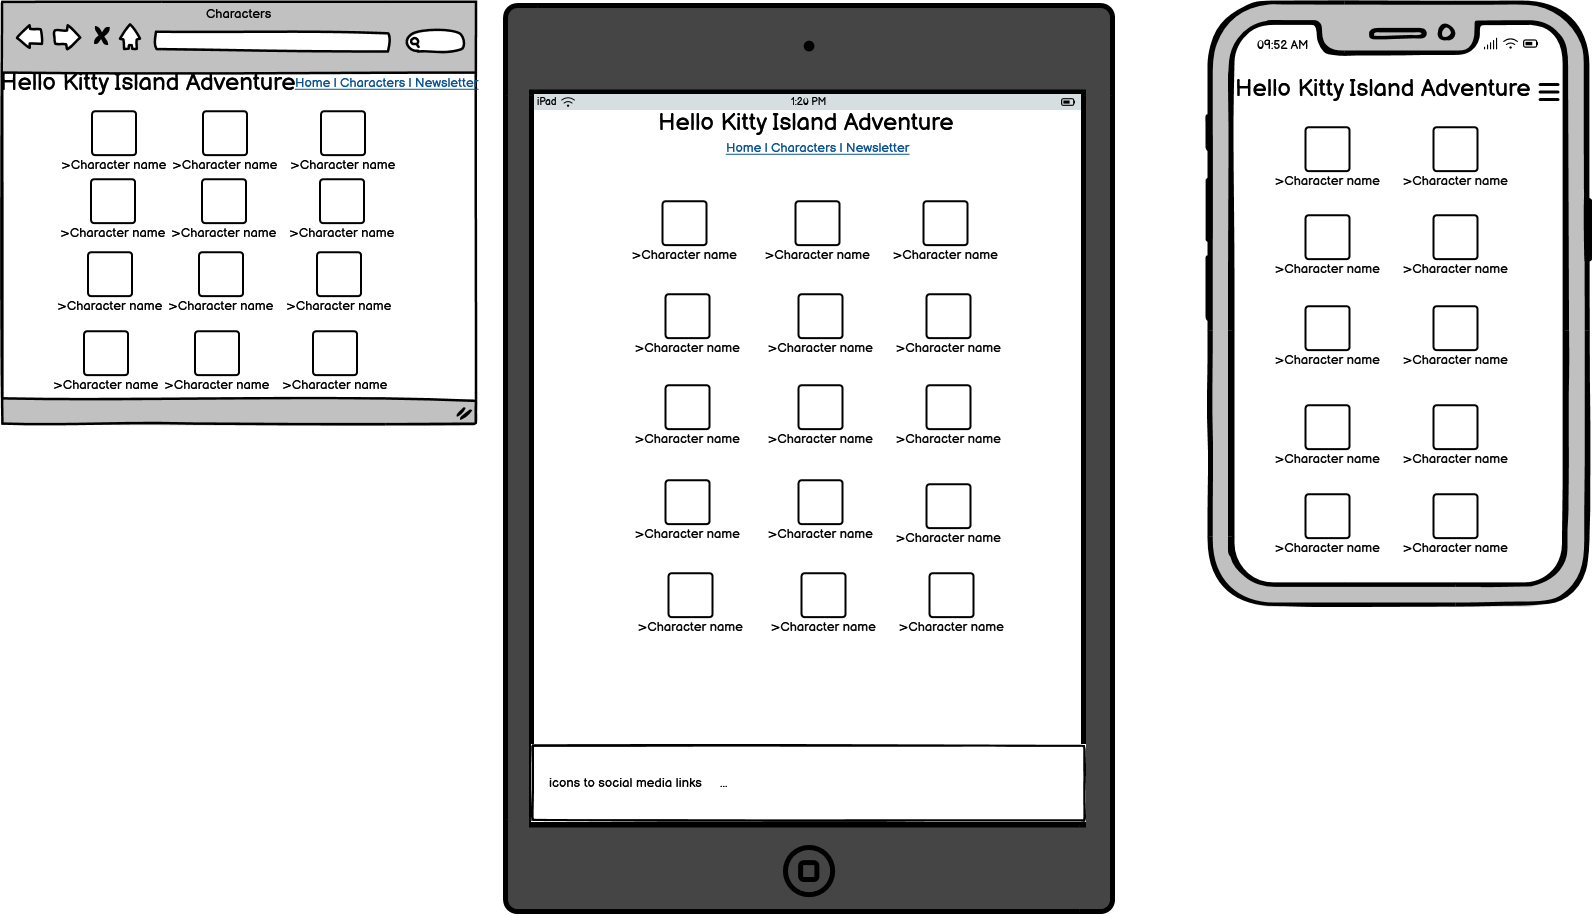 Characters
Hello Kitty Island Adventure Home | Characters | Newsletter
>Character name >Character name >Character name
>Character name >Character name >Character name
>Character name >Character name >Character name
>Character name >Character name >Character name
iPad 1:20 PM
Hello Kitty Island Adventure
Home | Characters | Newsletter
>Character name >Character name >Character name
>Character name >Character name >Character name
>Character name >Character name >Character name
>Character name >Character name >Character name
>Character name >Character name >Character name
icons to social media links ...
09:52 AM
Hello Kitty Island Adventure
>Character name >Character name
>Character name >Character name
>Character name >Character name
>Character name >Character name
>Character name >Character name